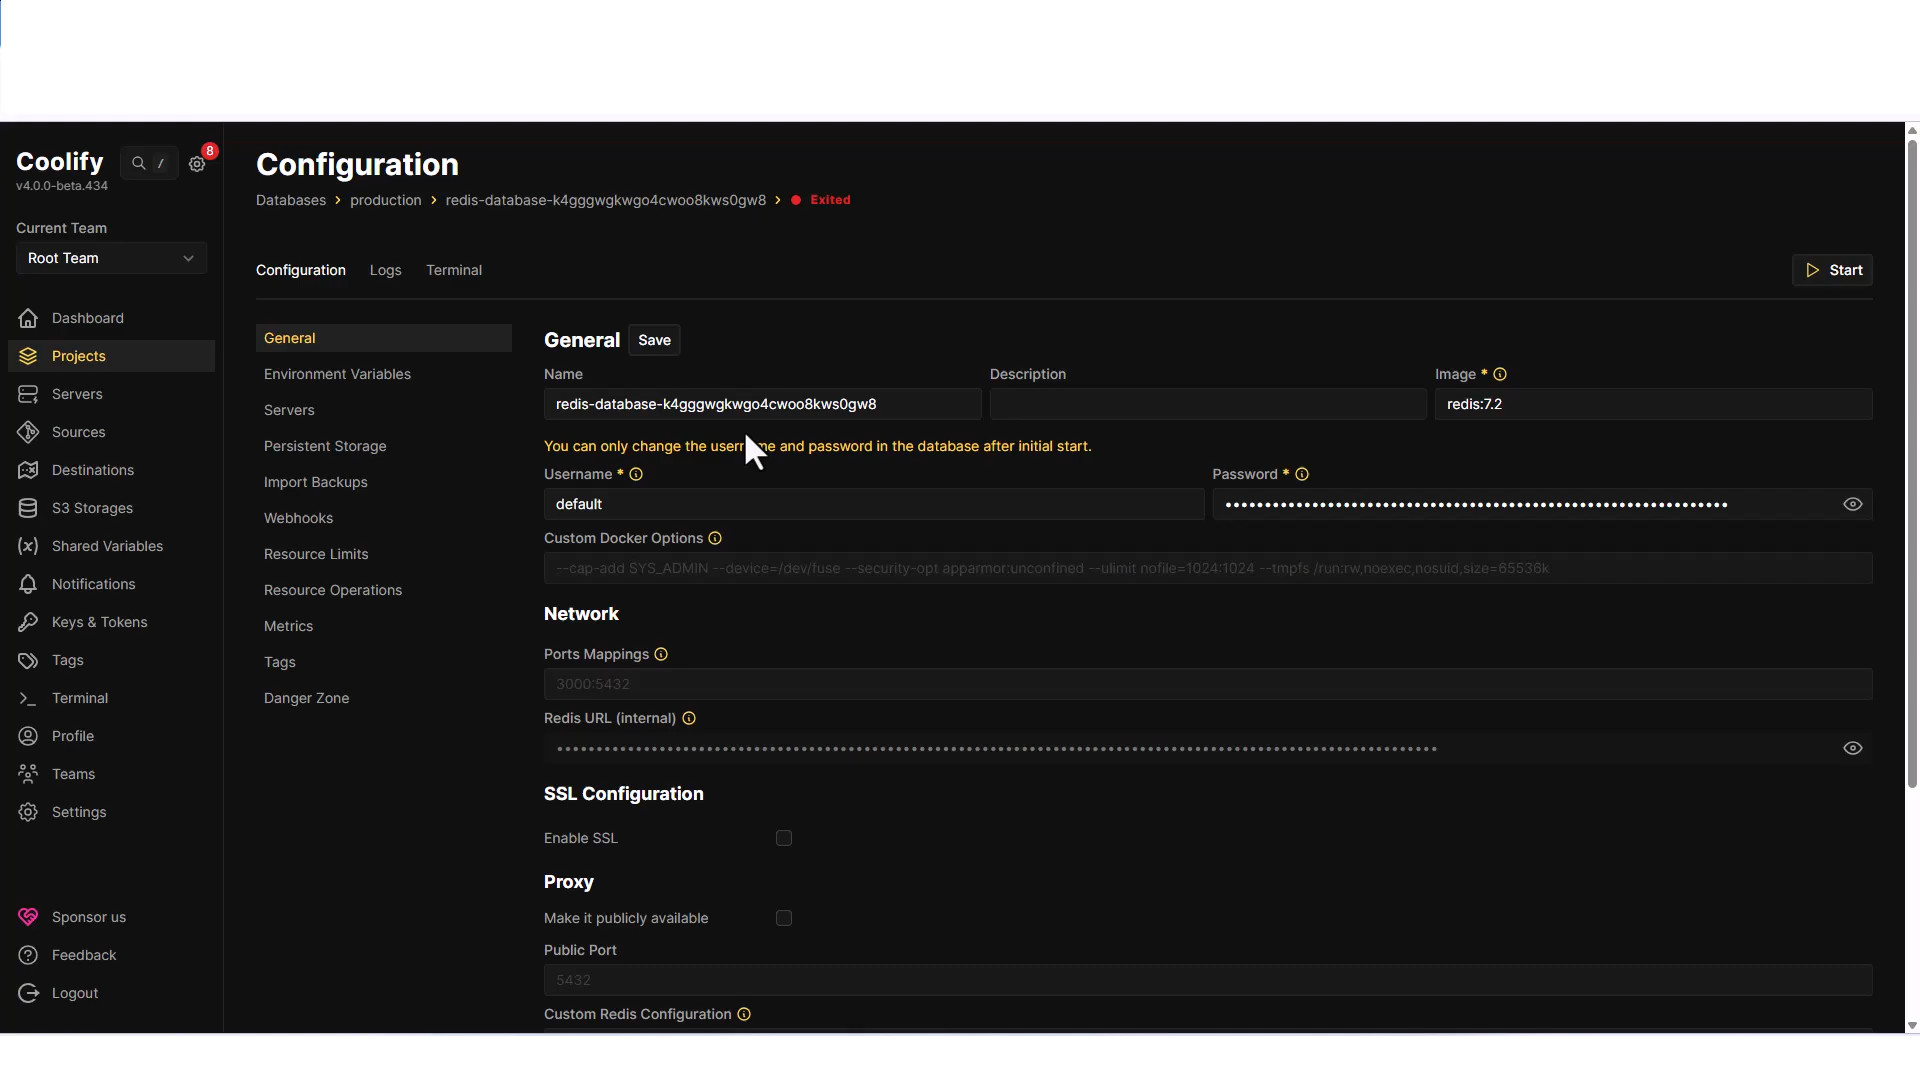 Coolify
/
8
v4.0.0-beta.434
Current Team
Root Team
Dashboard
Projects
Servers
Sources
Destinations
S3 Storages
Shared Variables
Notifications
Keys & Tokens
Tags
Terminal
Profile
Teams
Settings
Sponsor us
Feedback
Logout
Configuration
Databases > production > redis-database-k4gggwgkwgo4cwoo8kws0gw8 > Exited
Configuration Logs Terminal
Start
General
Environment Variables
Servers
Persistent Storage
Import Backups
Webhooks
Resource Limits
Resource Operations
Metrics
Tags
Danger Zone
General Save
Name Description Image *
redis-database-k4gggwgkwgo4cwoo8kws0gw8 redis:7.2
You can only change the username and password in the database after initial start.
Username * Password *
default
Custom Docker Options
--cap-add SYS_ADMIN --device=/dev/fuse --security-opt apparmor:unconfined --ulimit nofile=1024:1024 --tmpfs /run:rw,noexec,nosuid,size=65536k
Network
Ports Mappings
3000:5432
Redis URL (internal)
SSL Configuration
Enable SSL
Proxy
Make it publicly available
Public Port
5432
Custom Redis Configuration